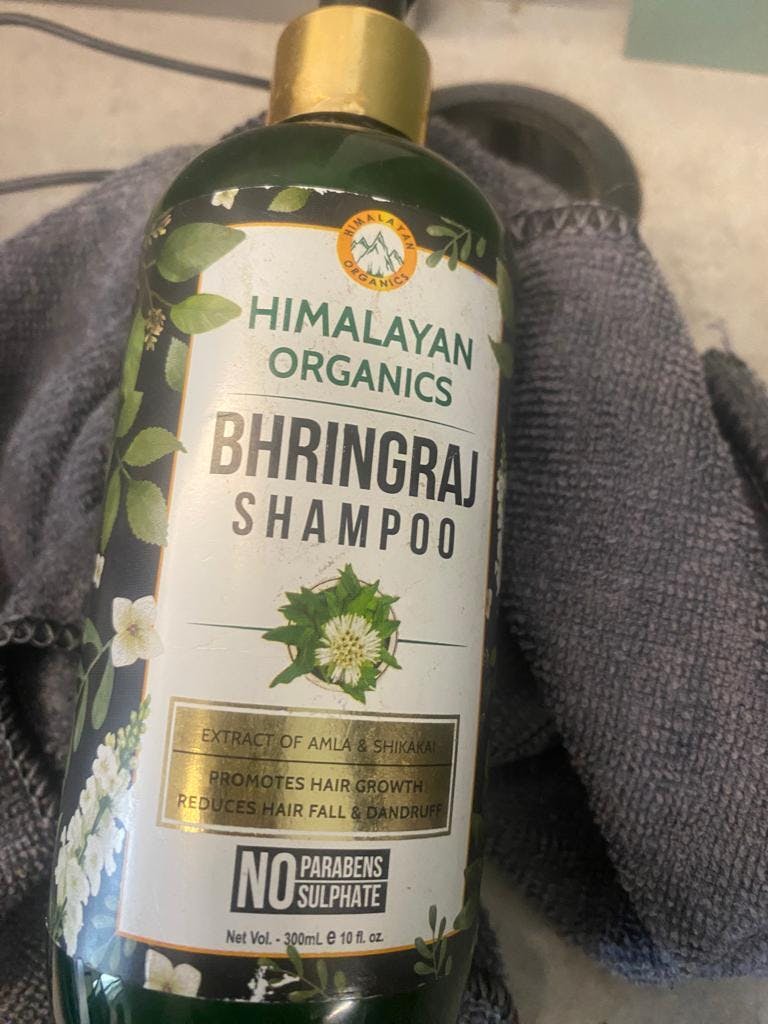 HIMALAYAN
ORGANICS
HIMALAYAN
ORGANICS
BHRINGRAJ
SHAMPOO
EXTRACT OF AMLA & SHIKAKAI
PROMOTES HAIR GROWTH
REDUCES HAIR FALL & DANDRUFF
NO PARABENS
SULPHATE
Net Vol. - 300mL e 10 fl. oz.